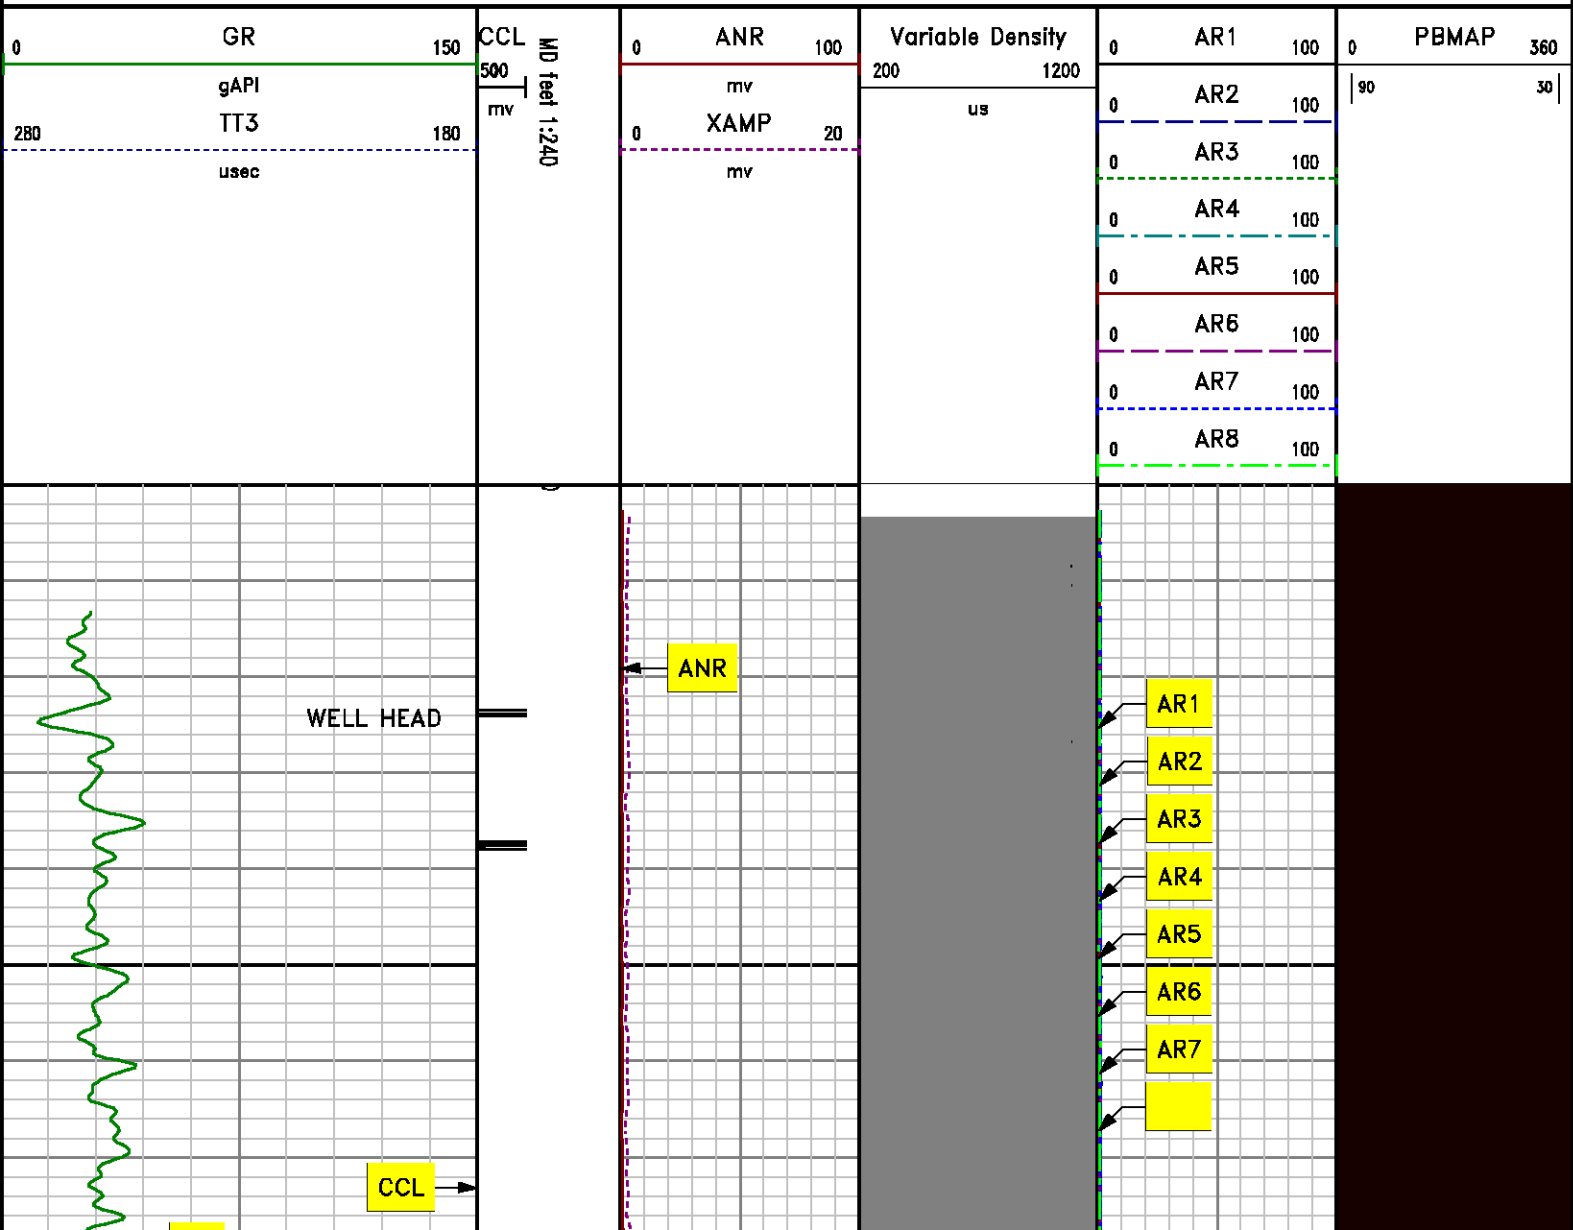 GR
0 150
gAPI
TT3
280 180
usec
CCL
500
mv
MD feet 1:240
ANR
0 100
mv
XAMP
0 20
mv
Variable Density
200 1200
us
AR1
0 100
AR2
0 100
AR3
0 100
AR4
0 100
AR5
0 100
AR6
0 100
AR7
0 100
AR8
0 100
PBMAP
0 360
90 30
ANR
WELL HEAD
AR1
AR2
AR3
AR4
AR5
AR6
AR7
CCL